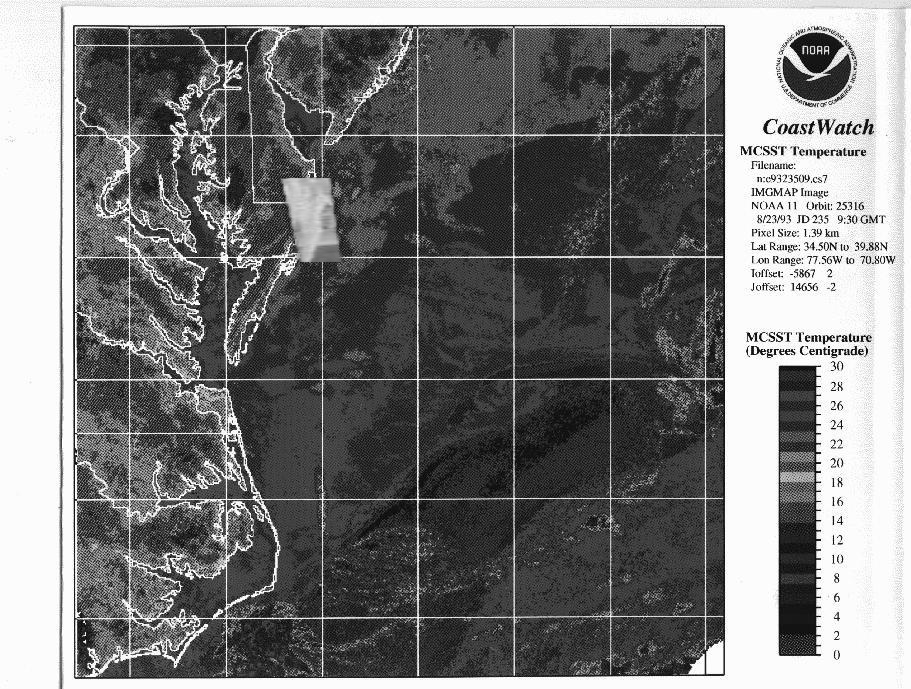 NATIONAL OCEANIC AND ATMOSPHERIC ADMINISTRATION
U.S. DEPARTMENT OF COMMERCE
NOAA
CoastWatch
MCSST Temperature
Filename:
n:c9323509.cs7
IMGMAP Image
NOAA 11 Orbit: 25316
8/23/93 JD 235 9:30 GMT
Pixel Size: 1.39 km
Lat Range: 34.50N to 39.88N
Lon Range: 77.56W to 70.80W
Ioffset: -5867 2
Joffset: 14656 -2
MCSST Temperature
(Degrees Centigrade)
30
28
26
24
22
20
18
16
14
12
10
8
6
4
2
0